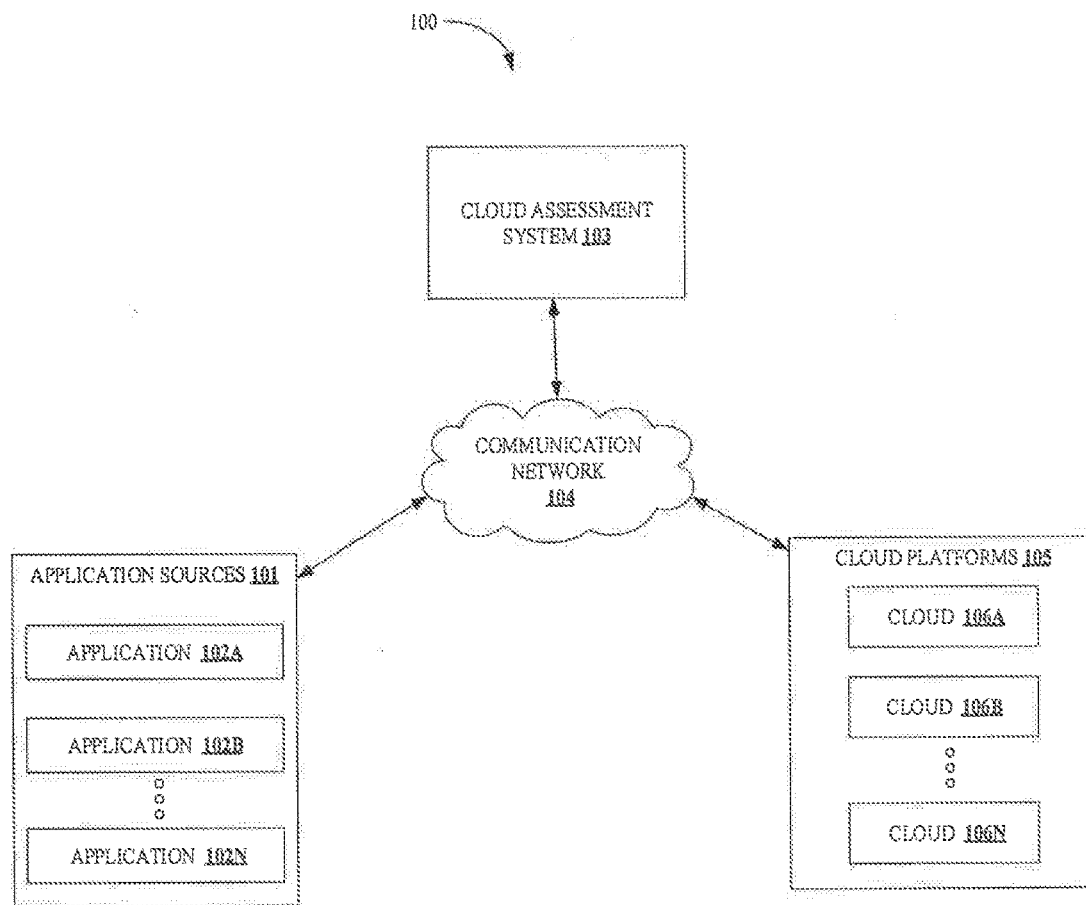 100
CLOUD ASSESSMENT
SYSTEM 103
COMMUNICATION
NETWORK
104
APPLICATION SOURCES 101
APPLICATION 102A
APPLICATION 102B
APPLICATION 102N
CLOUD PLATFORMS 105
CLOUD 106A
CLOUD 106B
CLOUD 106N